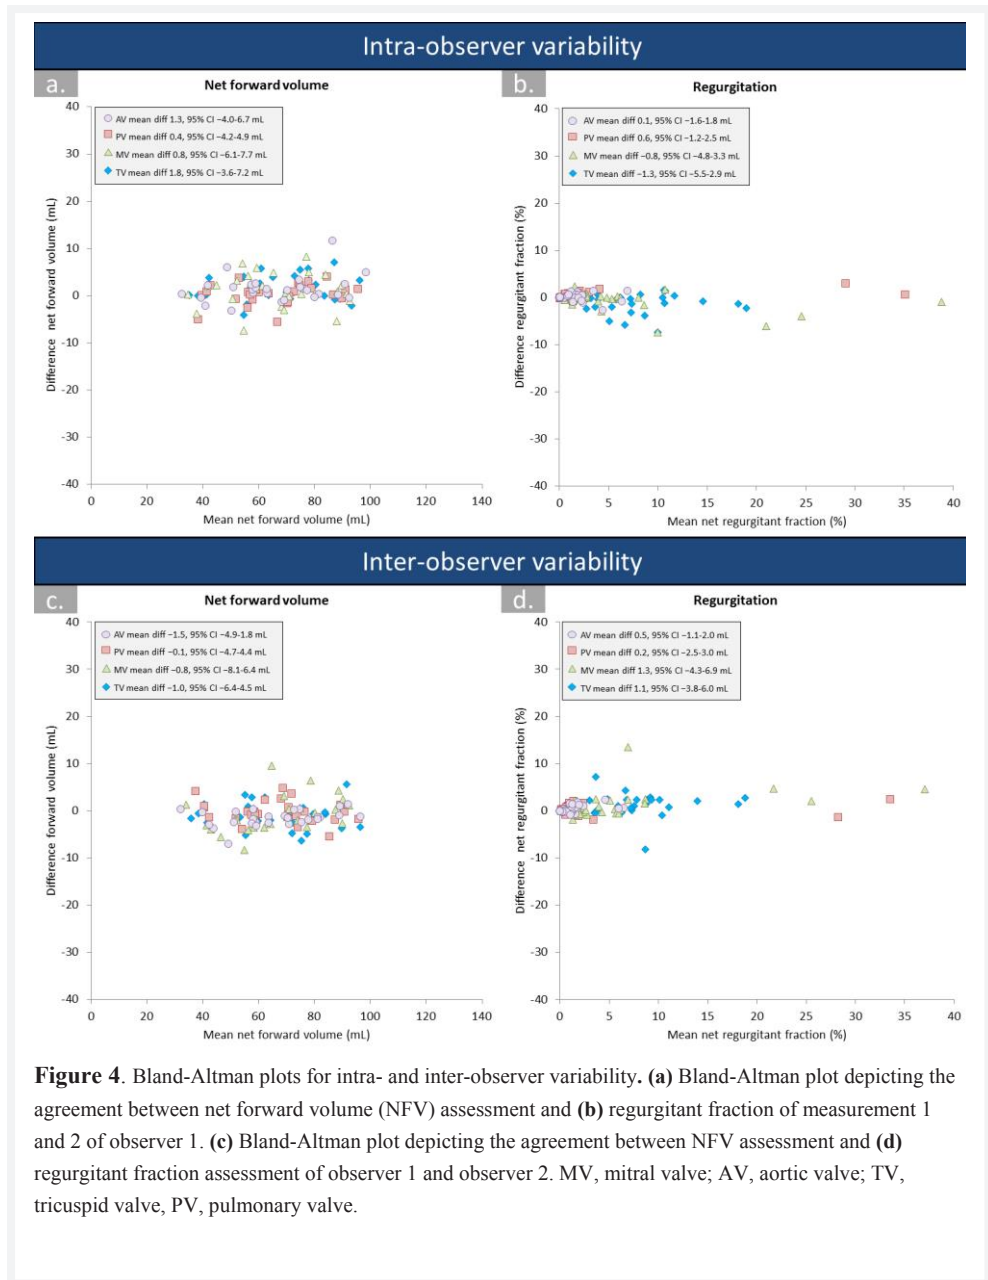 Intra-observer variability
a.
Net forward volume
40
30
20
10
0
-10
-20
-30
-40
Difference net forward volume (mL)
AV mean diff 1.3, 95% CI −4.0-6.7 mL
PV mean diff 0.4, 95% CI −4.2-4.9 mL
MV mean diff 0.8, 95% CI −6.1-7.7 mL
TV mean diff 1.8, 95% CI −3.6-7.2 mL
0 20 40 60 80 100 120 140
Mean net forward volume (mL)
b.
Regurgitation
40
30
20
10
0
-10
-20
-30
-40
Difference regurgitant fraction (%)
AV mean diff 0.1, 95% CI −1.6-1.8 mL
PV mean diff 0.6, 95% CI −1.2-2.5 mL
MV mean diff −0.8, 95% CI −4.8-3.3 mL
TV mean diff −1.3, 95% CI −5.5-2.9 mL
0 5 10 15 20 25 30 35 40
Mean net regurgitant fraction (%)
Inter-observer variability
c.
Net forward volume
40
30
20
10
0
-10
-20
-30
-40
Difference forward volume (mL)
AV mean diff −1.5, 95% CI −4.9-1.8 mL
PV mean diff −0.1, 95% CI −4.7-4.4 mL
MV mean diff −0.8, 95% CI −8.1-6.4 mL
TV mean diff −1.0, 95% CI −6.4-4.5 mL
0 20 40 60 80 100 120 140
Mean net forward volume (mL)
d.
Regurgitation
40
30
20
10
0
-10
-20
-30
-40
Difference net regurgitant fraction (%)
AV mean diff 0.5, 95% CI −1.1-2.0 mL
PV mean diff 0.2, 95% CI −2.5-3.0 mL
MV mean diff 1.3, 95% CI −4.3-6.9 mL
TV mean diff 1.1, 95% CI −3.8-6.0 mL
0 5 10 15 20 25 30 35 40
Mean net regurgitant fraction (%)
Figure 4. Bland-Altman plots for intra- and inter-observer variability. (a) Bland-Altman plot depicting the
agreement between net forward volume (NFV) assessment and (b) regurgitant fraction of measurement 1
and 2 of observer 1. (c) Bland-Altman plot depicting the agreement between NFV assessment and (d)
regurgitant fraction assessment of observer 1 and observer 2. MV, mitral valve; AV, aortic valve; TV,
tricuspid valve, PV, pulmonary valve.